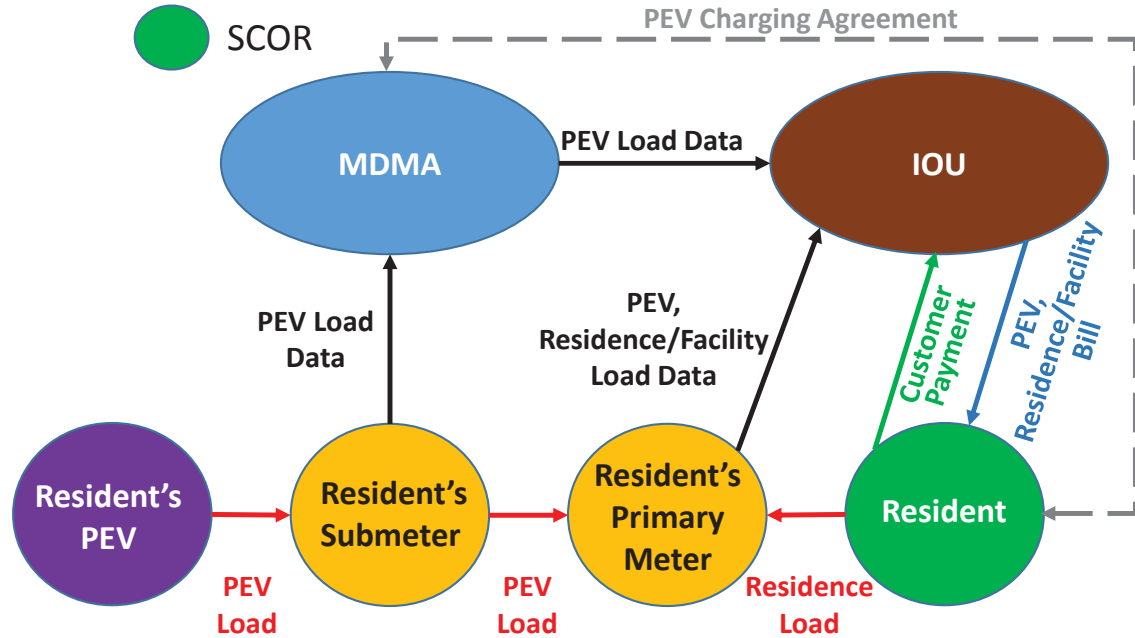 PEV Charging Agreement
SCOR
MDMA
PEV Load Data
IOU
PEV Load
Data
PEV,
Residence/Facility
Load Data
Customer
Payment
PEV,
Residence/Facility
Bill
Resident’s
PEV
Resident’s
Submeter
Resident’s
Primary
Meter
Resident
PEV
Load
PEV
Load
Residence
Load